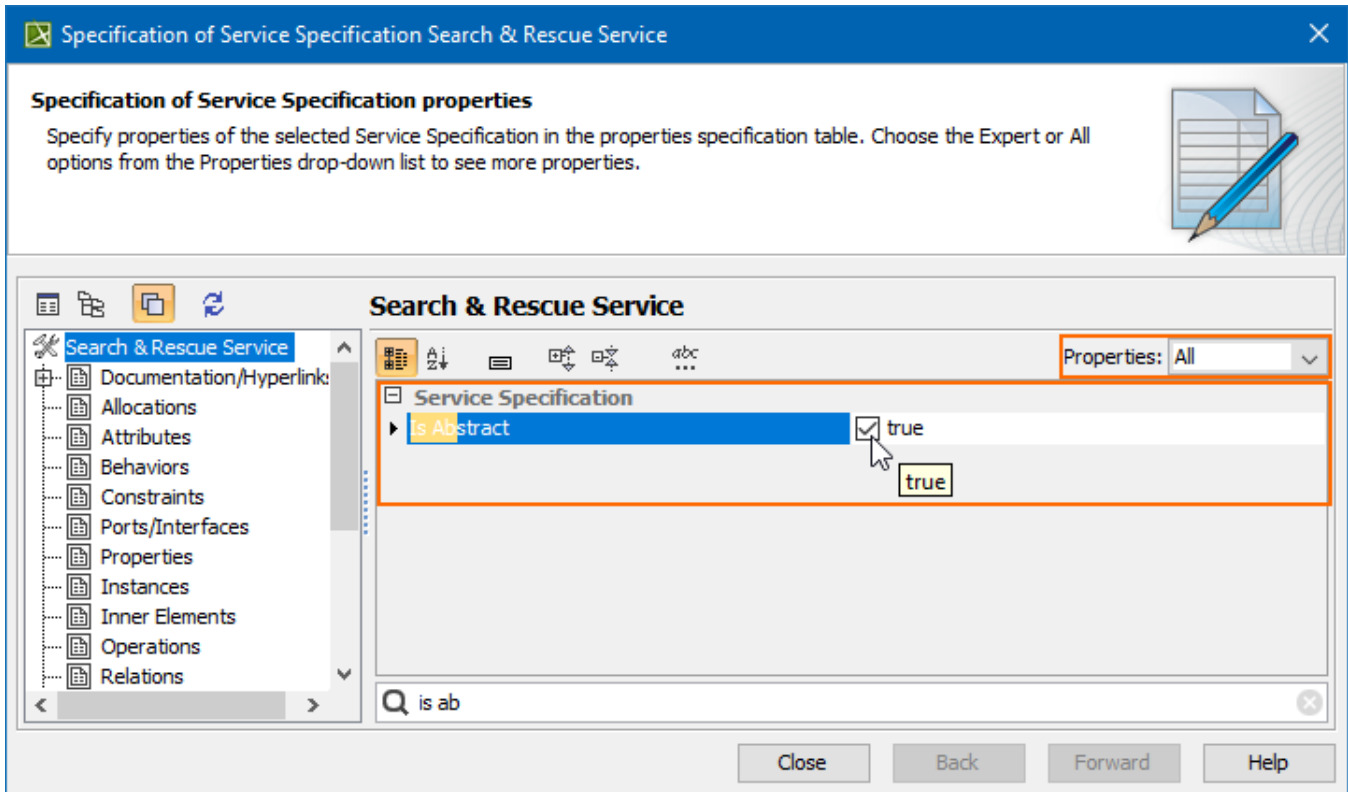 Specification of Service Specification Search & Rescue Service
Specification of Service Specification properties
Specify properties of the selected Service Specification in the properties specification table. Choose the Expert or All
options from the Properties drop-down list to see more properties.
Search & Rescue Service
Search & Rescue Service
Documentation/Hyperlinks
Allocations
Attributes
Behaviors
Constraints
Ports/Interfaces
Properties
Instances
Inner Elements
Operations
Relations
Properties: All
Service Specification
Is Abstract
true
true
is ab
Close
Back
Forward
Help